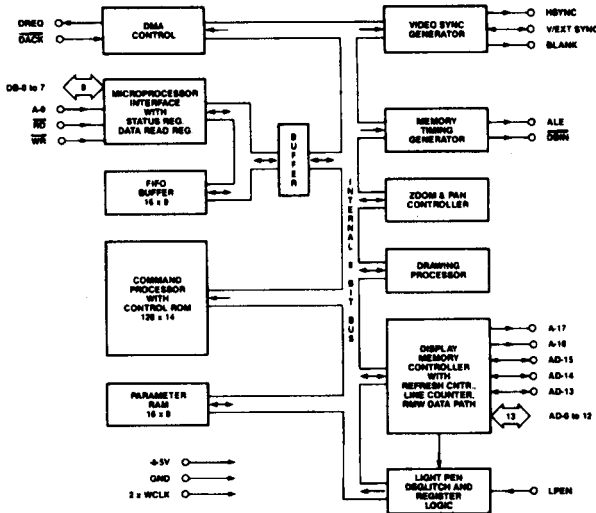 DREQ
DACK
DMA
CONTROL
VIDEO SYNC
GENERATOR
HSYNC
V/EXT SYNC
BLANK
DB-0 to 7
8
A-0
RD
WR
MICROPROCESSOR
INTERFACE
WITH
STATUS REG.
DATA READ REG.
FIFO
BUFFER
16 x 9
BUFFER
INTERNAL 8 BIT BUS
MEMORY
TIMING
GENERATOR
ALE
DBIN
ZOOM & PAN
CONTROLLER
DRAWING
PROCESSOR
COMMAND
PROCESSOR
WITH
CONTROL ROM
128 x 14
PARAMETER
RAM
16 x 8
DISPLAY
MEMORY
CONTROLLER
WITH
REFRESH CNTR.,
LINE COUNTER,
RMW DATA PATH
A-17
A-16
AD-15
AD-14
AD-13
13
AD-0 to 12
+5V
GND
2 x WCLK
LIGHT PEN
DEGLITCH AND
REGISTER
LOGIC
LPEN